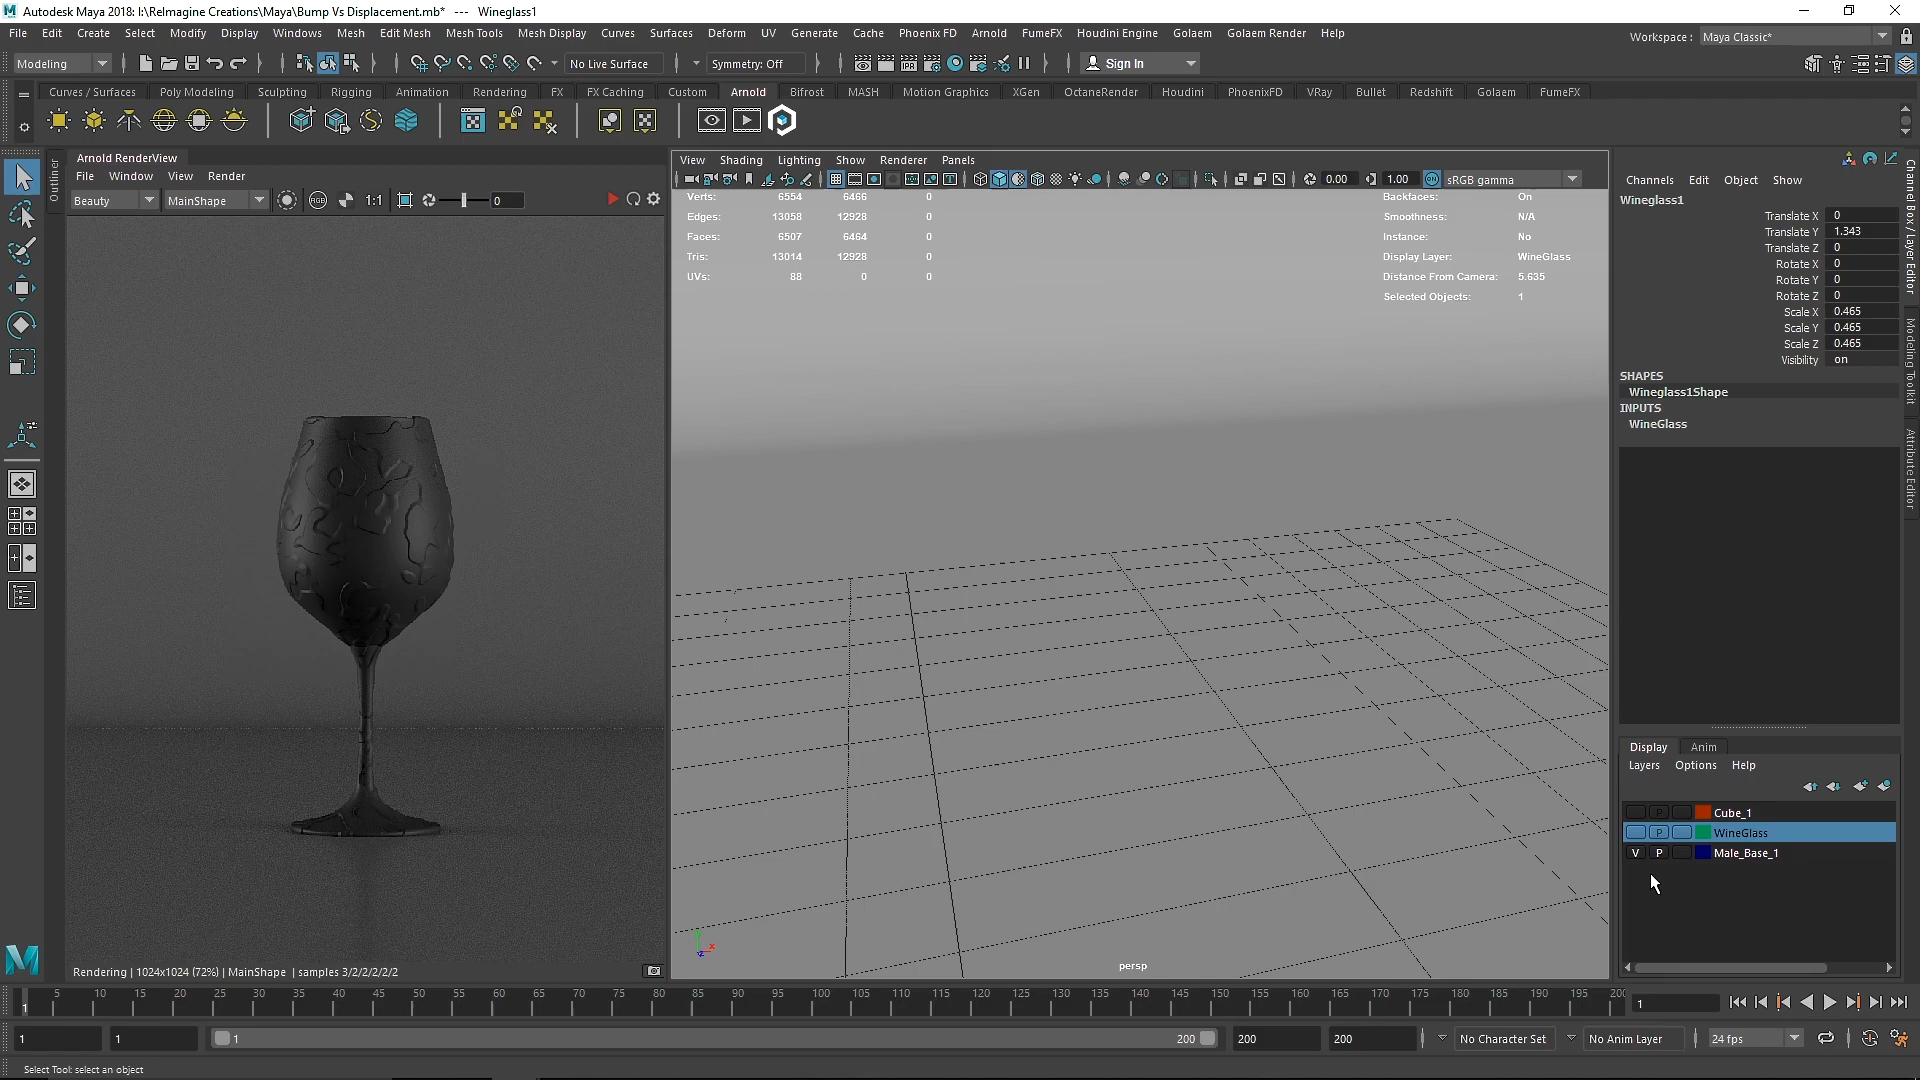 Autodesk Maya 2018: I:\ReImagine Creations\Maya\Bump Vs Displacement.mb* --- Wineglass1
File Edit Create Select Modify Display Windows Mesh Edit Mesh Mesh Tools Mesh Display Curves Surfaces Deform UV Generate Cache Phoenix FD Arnold FumeFX Houdini Engine Golaem Golaem Render Help
Workspace : Maya Classic*
Modeling No Live Surface Symmetry: Off Sign In
Curves / Surfaces Poly Modeling Sculpting Rigging Animation Rendering FX FX Caching Custom Arnold Bifrost MASH Motion Graphics XGen OctaneRender Houdini PhoenixFD VRay Bullet Redshift Golaem FumeFX
Outliner
Arnold RenderView
File Window View Render
Beauty MainShape RGB 1:1 0
Rendering | 1024x1024 (72%) | MainShape | samples 3/2/2/2/2/2
View Shading Lighting Show Renderer Panels
0.00 1.00 ON sRGB gamma
Verts: 6554 6466 0
Edges: 13058 12928 0
Faces: 6507 6464 0
Tris: 13014 12928 0
UVs: 88 0 0
Backfaces: On
Smoothness: N/A
Instance: No
Display Layer: WineGlass
Distance From Camera: 5.635
Selected Objects: 1
x
persp
Channels Edit Object Show
Wineglass1
Translate X 0
Translate Y 1.343
Translate Z 0
Rotate X 0
Rotate Y 0
Rotate Z 0
Scale X 0.465
Scale Y 0.465
Scale Z 0.465
Visibility on
SHAPES
Wineglass1Shape
INPUTS
WineGlass
Channel Box / Layer Editor
Modeling Toolkit
Attribute Editor
Display Anim
Layers Options Help
P Cube_1
P WineGlass
V P Male_Base_1
5 10 15 20 25 30 35 40 45 50 55 60 65 70 75 80 85 90 95 100 105 110 115 120 125 130 135 140 145 150 155 160 165 170 175 180 185 190 195 200
1
1
1 1 1 200 200 200 No Character Set No Anim Layer 24 fps
Select Tool: select an object